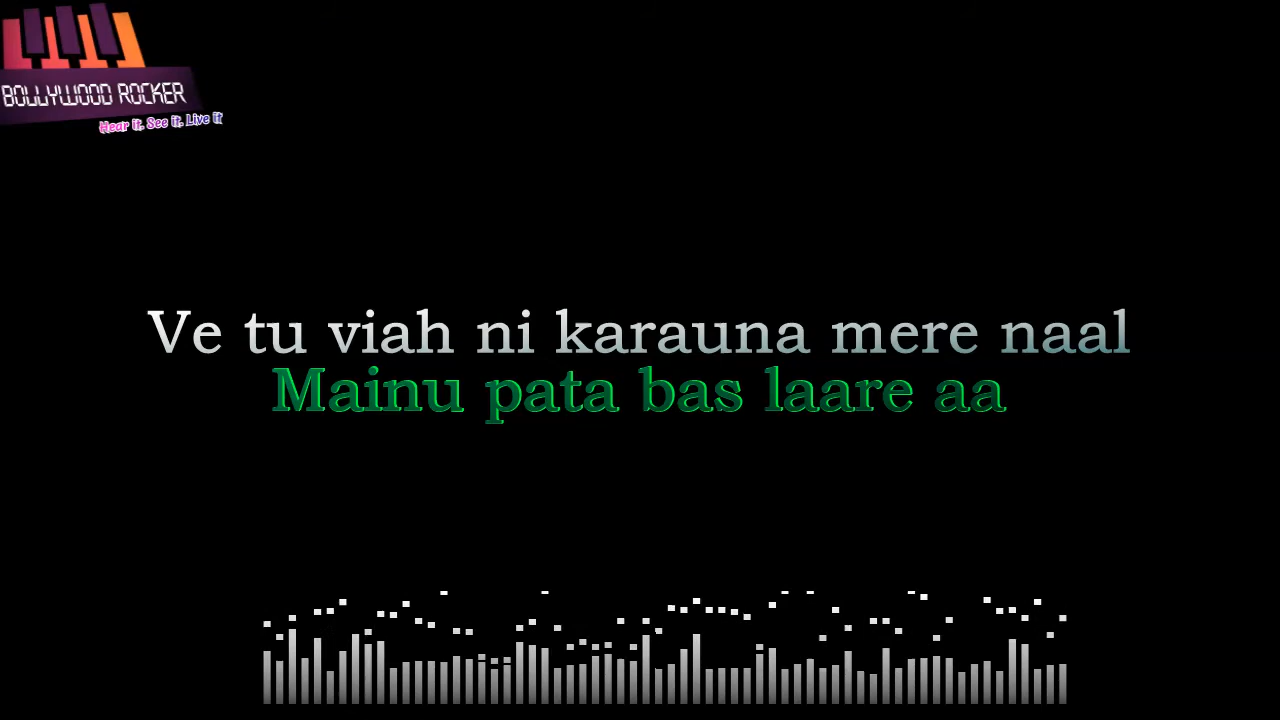 BOLLYWOOD ROCKER
Hear it. See it. Live it
Ve tu viah ni karauna mere naal
Mainu pata bas laare aa